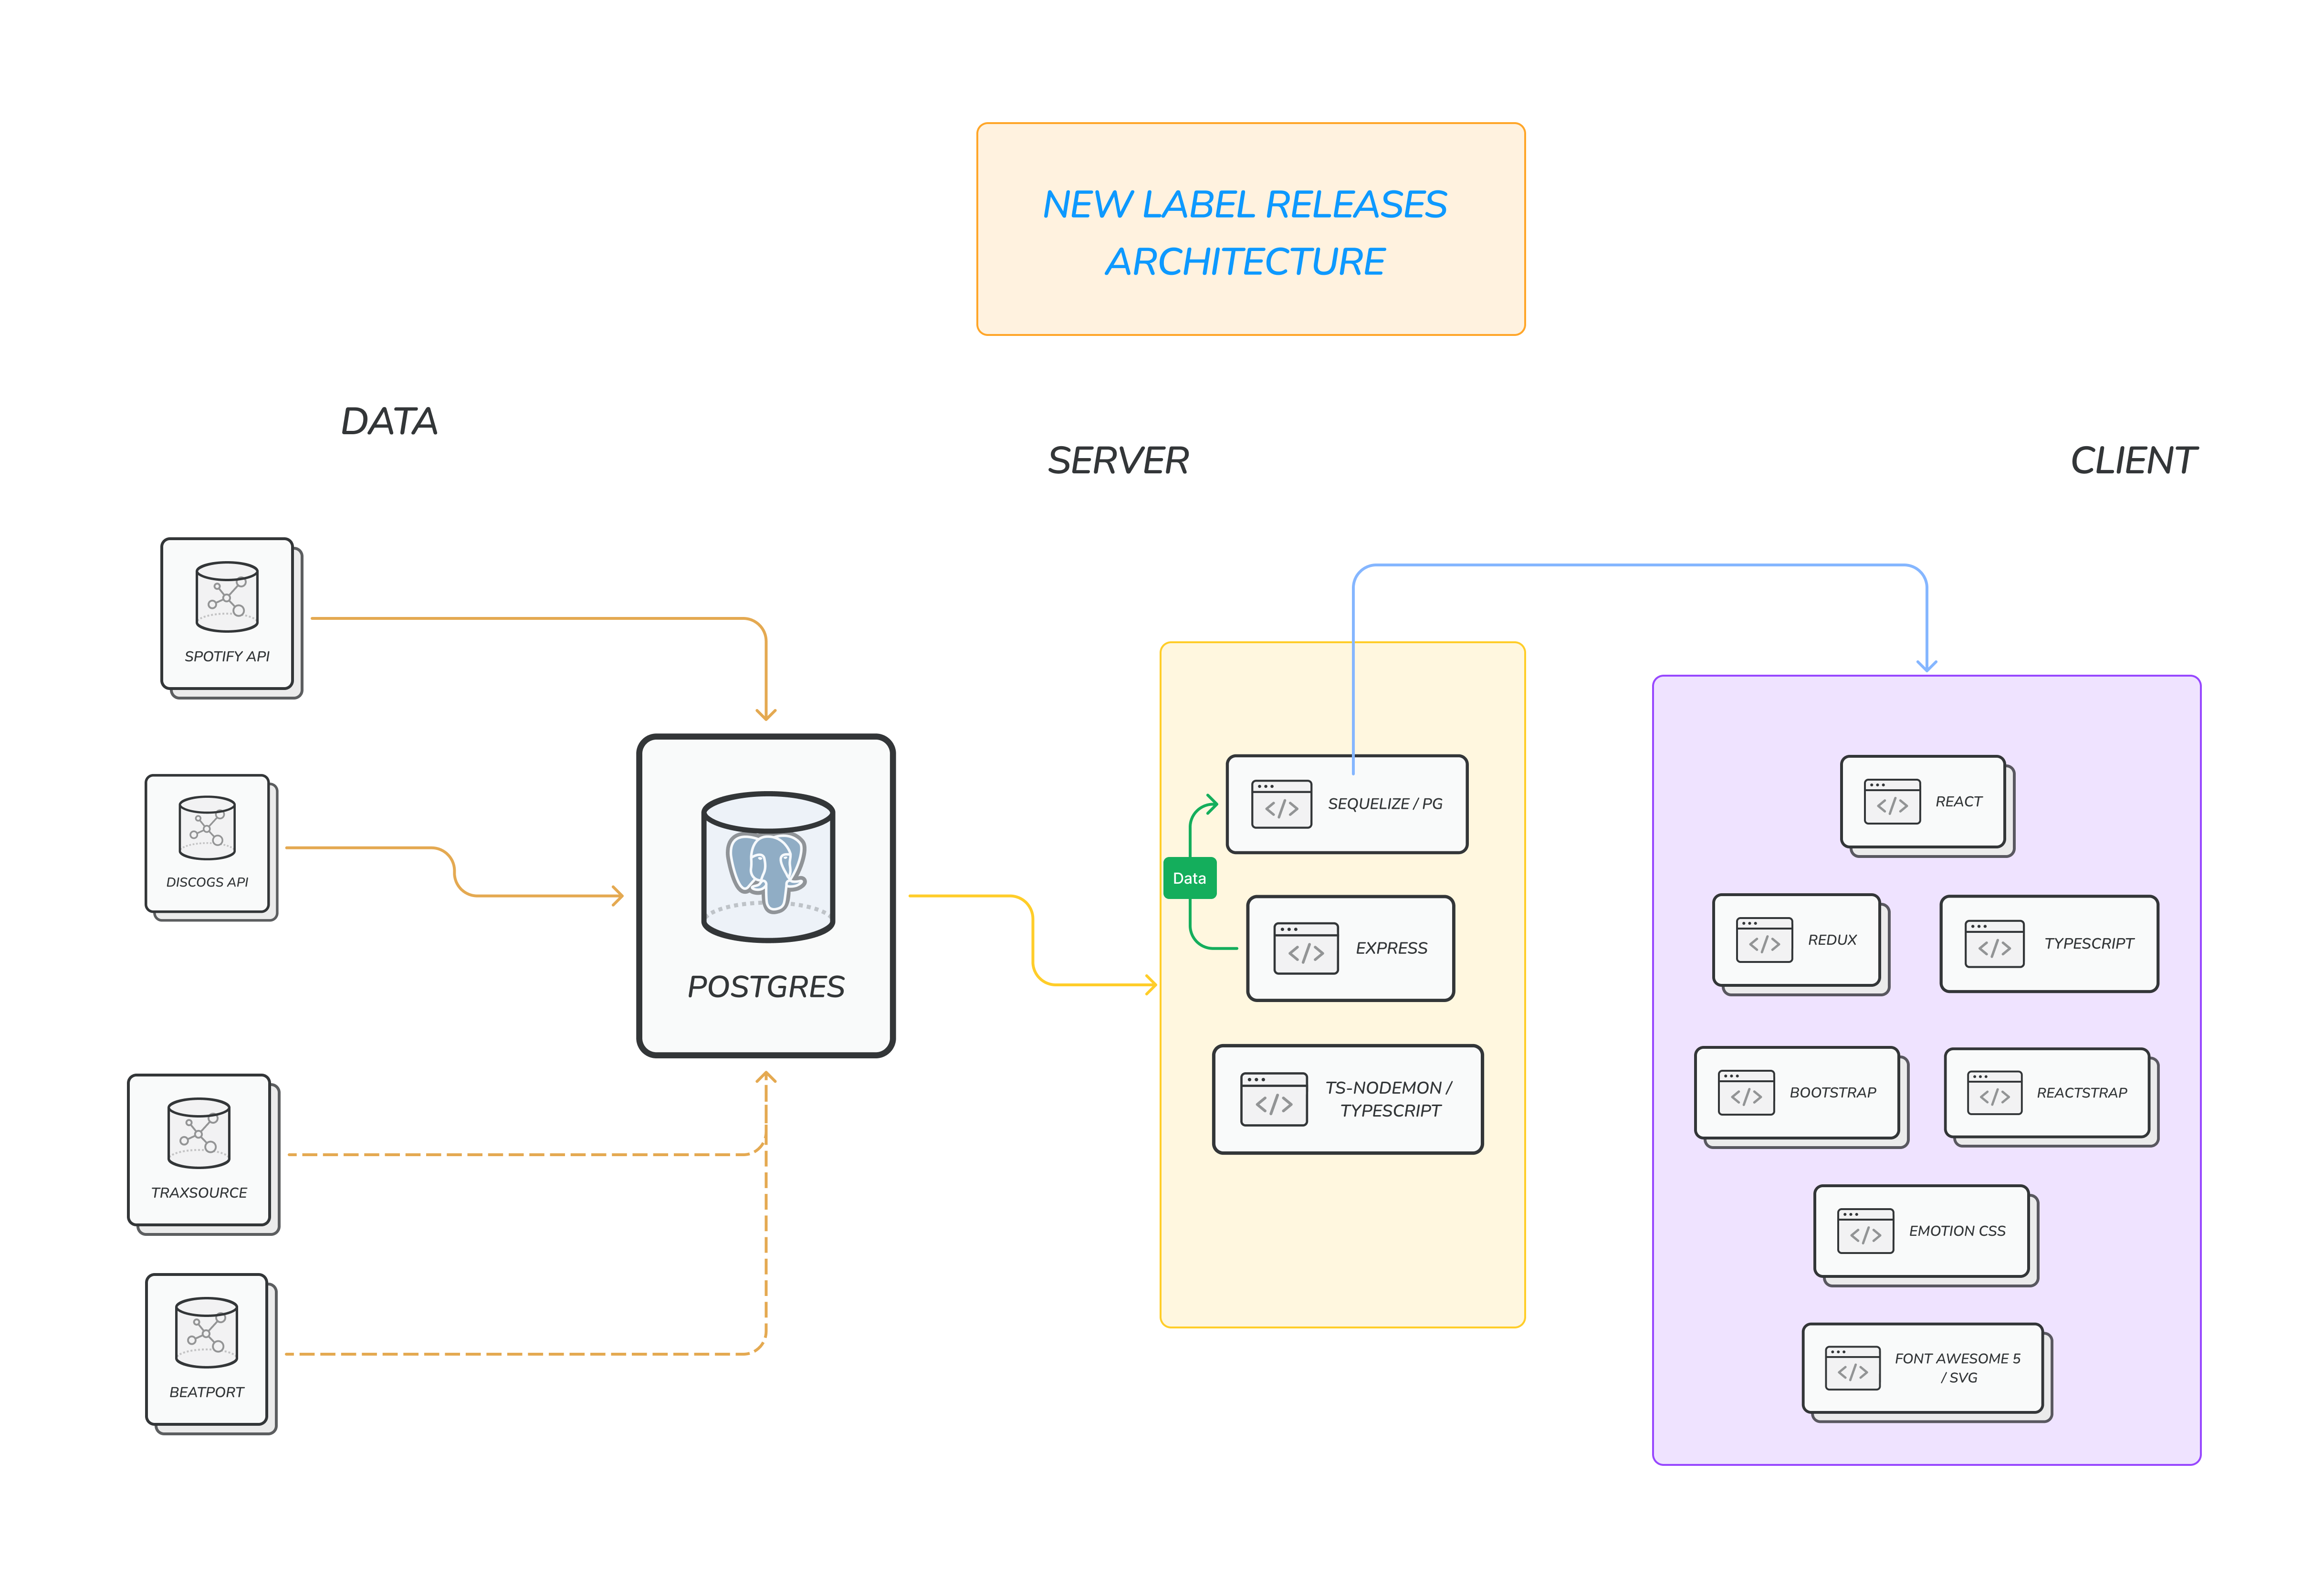 NEW LABEL RELEASES
ARCHITECTURE
DATA
SERVER
CLIENT
SPOTIFY API
DISCOGS API
TRAXSOURCE
BEATPORT
POSTGRES
SEQUELIZE / PG
Data
EXPRESS
TS-NODEMON /
TYPESCRIPT
REACT
REDUX
TYPESCRIPT
BOOTSTRAP
REACTSTRAP
EMOTION CSS
FONT AWESOME 5
/ SVG